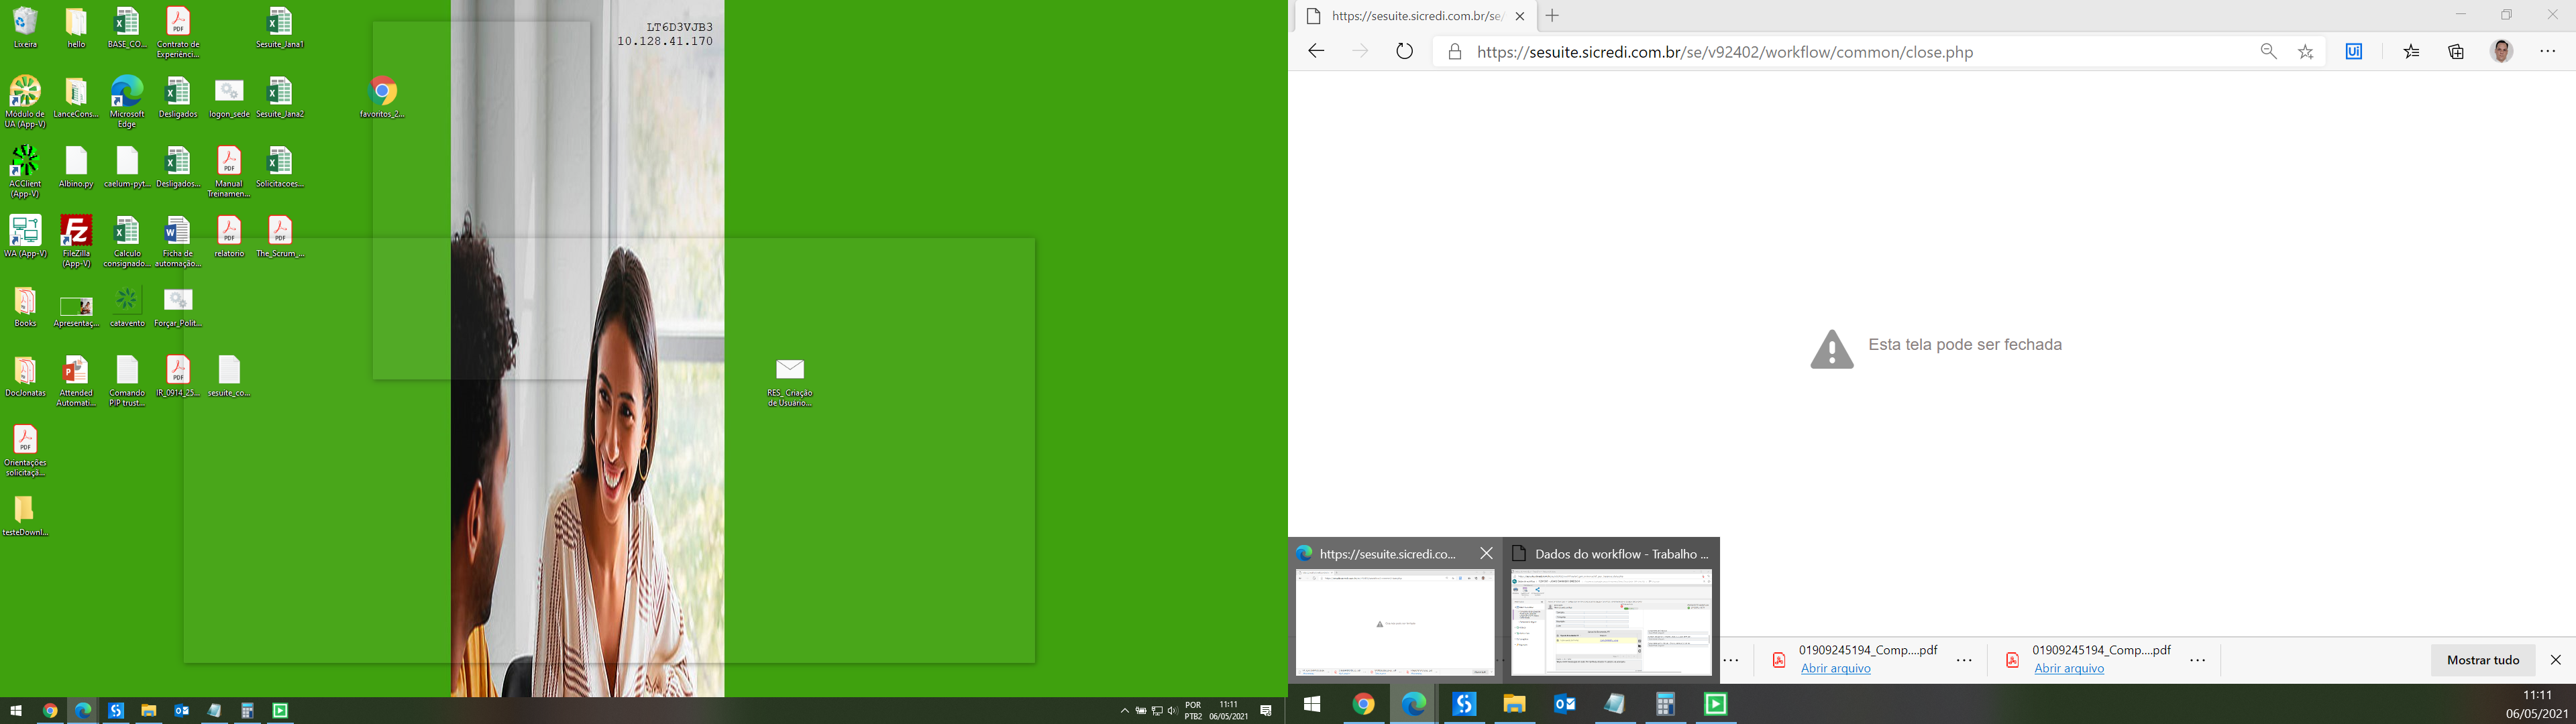 LT6D3VJB3
10.128.41.170
Lixeira
hello
BASE_CO...
Contrato de
Experiênci...
Sesuite_Jana1
Módulo de
UA (App-V)
LanceCons...
Microsoft
Edge
Desligados
logon_sede
Sesuite_Jana2
favoritos_2...
ACClient
(App-V)
Albino.py
caelum-pyt...
Desligados...
Manual
Treinamen...
Solicitacoes...
WA (App-V)
FileZilla
(App-V)
Calculo
consignado...
Ficha de
automação...
relatorio
The_Scrum_...
Books
Apresentaç...
catavento
Forçar_Polit...
DocJonatas
Attended
Automati...
Comando
PIP trust...
IR_0914_25...
sesuite_co...
RES_ Criação
de Usuário...
Orientações
solicitaçã...
testeDownl...
POR
PTB2
11:11
06/05/2021
https://sesuite.sicredi.com.br/se/
https://sesuite.sicredi.com.br/se/v92402/workflow/common/close.php
Esta tela pode ser fechada
https://sesuite.sicredi.co...
Dados do workflow - Trabalho ...
01909245194_Comp....pdf
Abrir arquivo
01909245194_Comp....pdf
Abrir arquivo
Mostrar tudo
11:11
06/05/2021